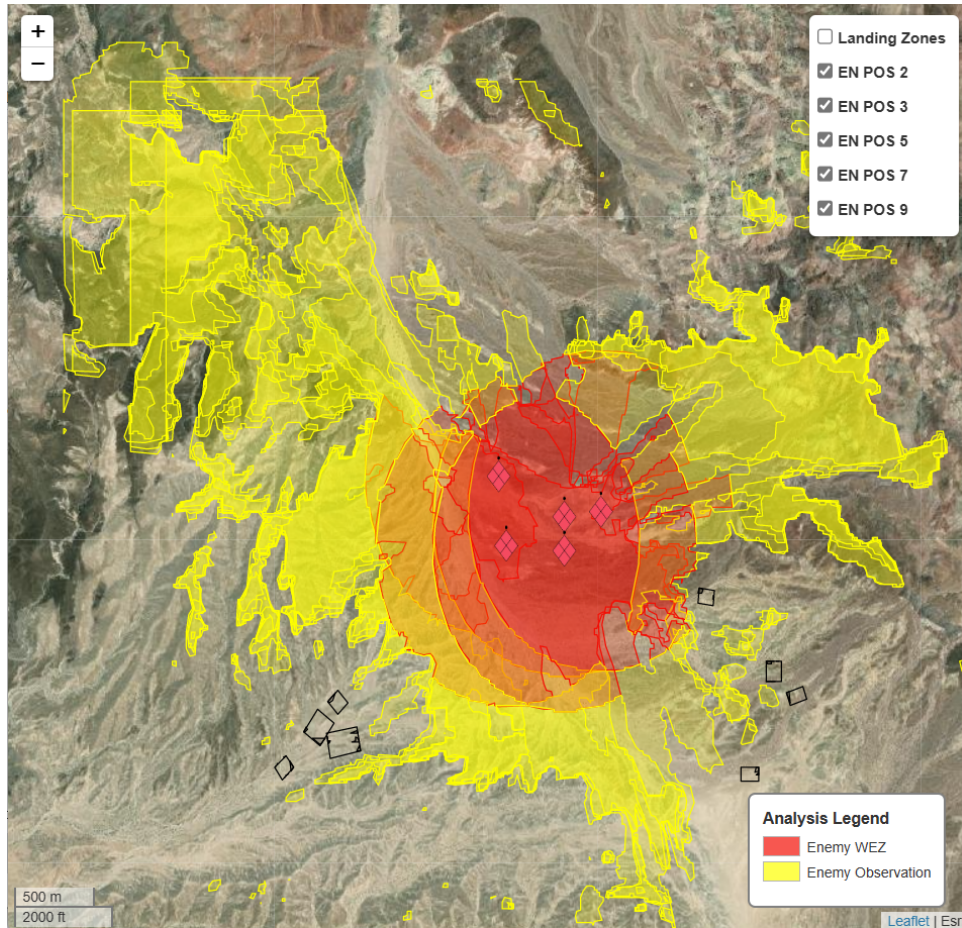 +
−
Landing Zones
EN POS 2
EN POS 3
EN POS 5
EN POS 7
EN POS 9
Analysis Legend
Enemy WEZ
Enemy Observation
500 m
2000 ft
Leaflet | Esr